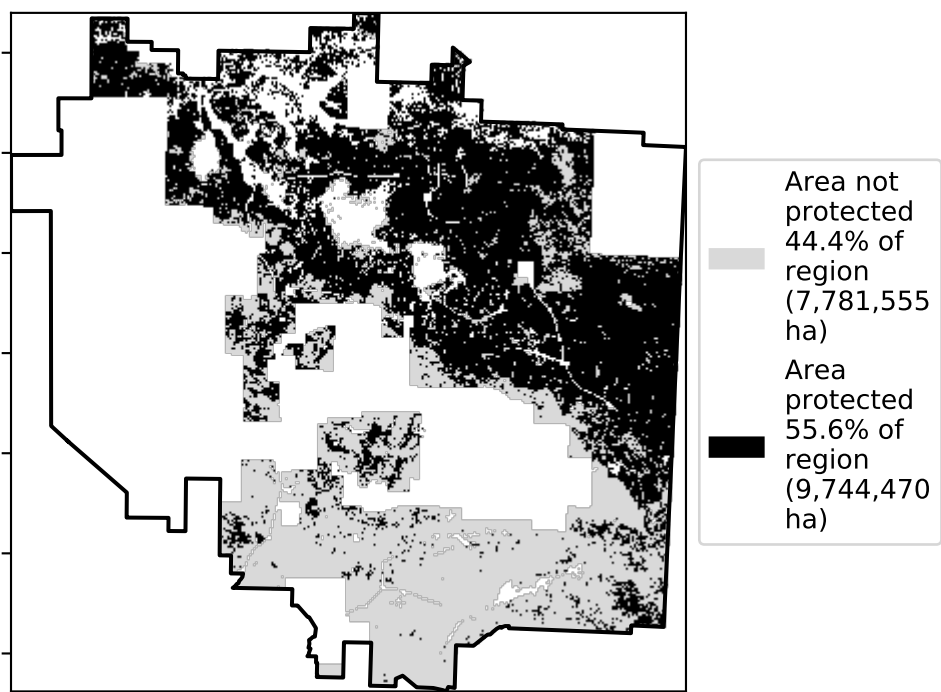 Area not
protected
44.4% of
region
(7,781,555
ha)
Area
protected
55.6% of
region
(9,744,470
ha)